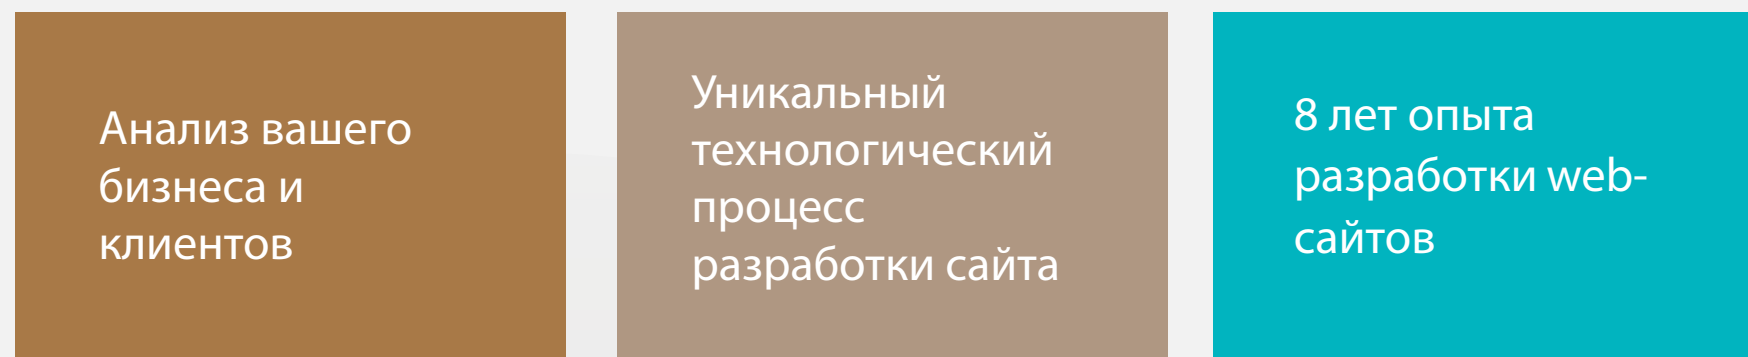 Анализ вашего
бизнеса и
клиентов
Уникальный
технологический
процесс
разработки сайта
8 лет опыта
разработки web-
сайтов